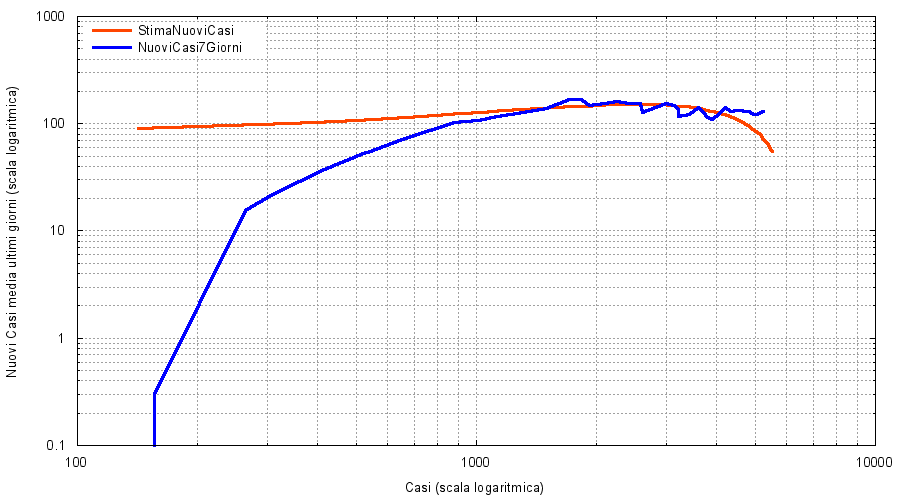 1000
StimaNuoviCasi
NuoviCasi7Giorni
100
10
1
0.1
Nuovi Casi media ultimi giorni (scala logaritmica)
100
1000
10000
Casi (scala logaritmica)